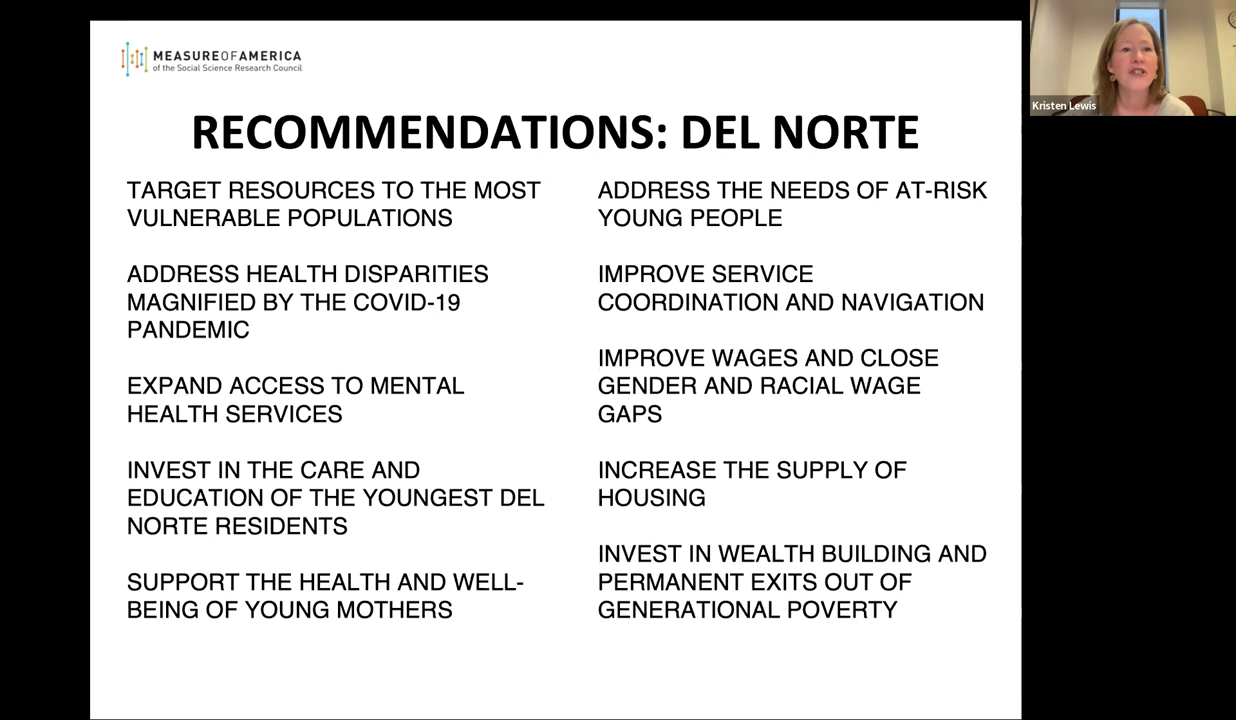 MEASUREOFAMERICA
of the Social Science Research Council
RECOMMENDATIONS: DEL NORTE
TARGET RESOURCES TO THE MOST
VULNERABLE POPULATIONS
ADDRESS HEALTH DISPARITIES
MAGNIFIED BY THE COVID-19
PANDEMIC
EXPAND ACCESS TO MENTAL
HEALTH SERVICES
INVEST IN THE CARE AND
EDUCATION OF THE YOUNGEST DEL
NORTE RESIDENTS
SUPPORT THE HEALTH AND WELL-
BEING OF YOUNG MOTHERS
ADDRESS THE NEEDS OF AT-RISK
YOUNG PEOPLE
IMPROVE SERVICE
COORDINATION AND NAVIGATION
IMPROVE WAGES AND CLOSE
GENDER AND RACIAL WAGE
GAPS
INCREASE THE SUPPLY OF
HOUSING
INVEST IN WEALTH BUILDING AND
PERMANENT EXITS OUT OF
GENERATIONAL POVERTY
Kristen Lewis